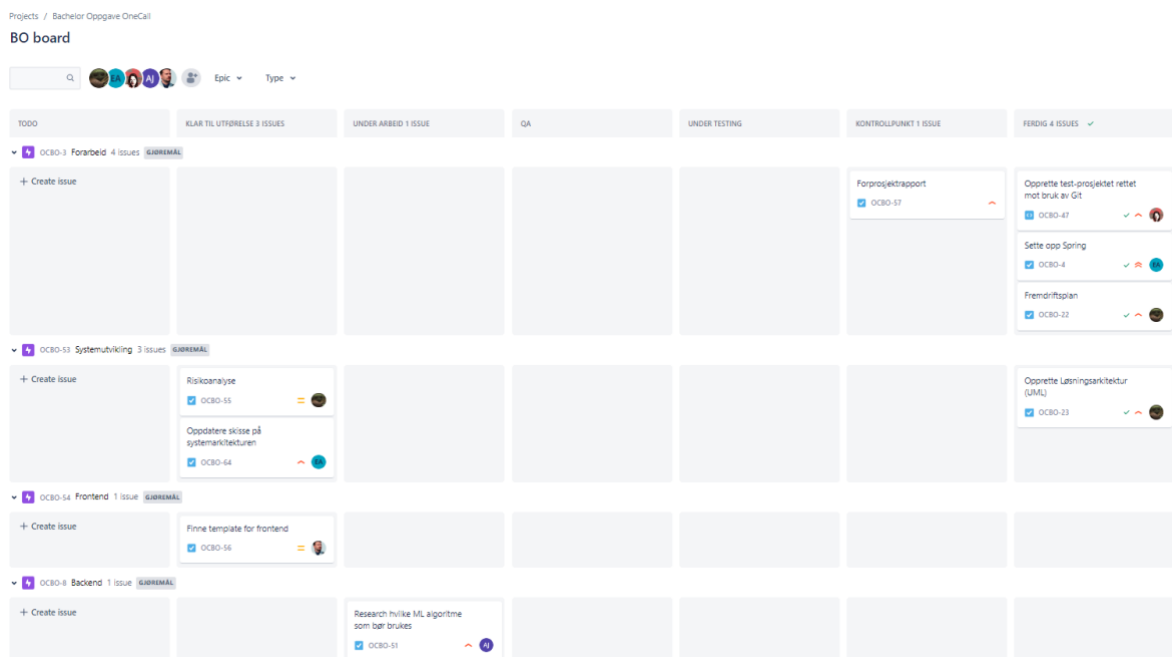 Projects / Bachelor Oppgave OneCall
BO board
EA
AJ
Epic
Type
TODO
KLAR TIL UTFØRELSE 3 ISSUES
UNDER ARBEID 1 ISSUE
QA
UNDER TESTING
KONTROLLPUNKT 1 ISSUE
FERDIG 4 ISSUES
OCBO-3 Forarbeid 4 issues GJØREMÅL
+ Create issue
Forprosjektrapport
OCBO-57
Opprette test-prosjektet rettet
mot bruk av Git
OCBO-47
Sette opp Spring
OCBO-4
EA
Fremdriftsplan
OCBO-22
OCBO-53 Systemutvikling 3 issues GJØREMÅL
+ Create issue
Risikoanalyse
OCBO-55
Oppdatere skisse på
systemarkitekturen
OCBO-64
EA
Opprette Løsningsarkitektur
(UML)
OCBO-23
OCBO-54 Frontend 1 issue GJØREMÅL
+ Create issue
Finne template for frontend
OCBO-56
OCBO-8 Backend 1 issue GJØREMÅL
+ Create issue
Research hvilke ML algoritme
som bør brukes
OCBO-51
AJ